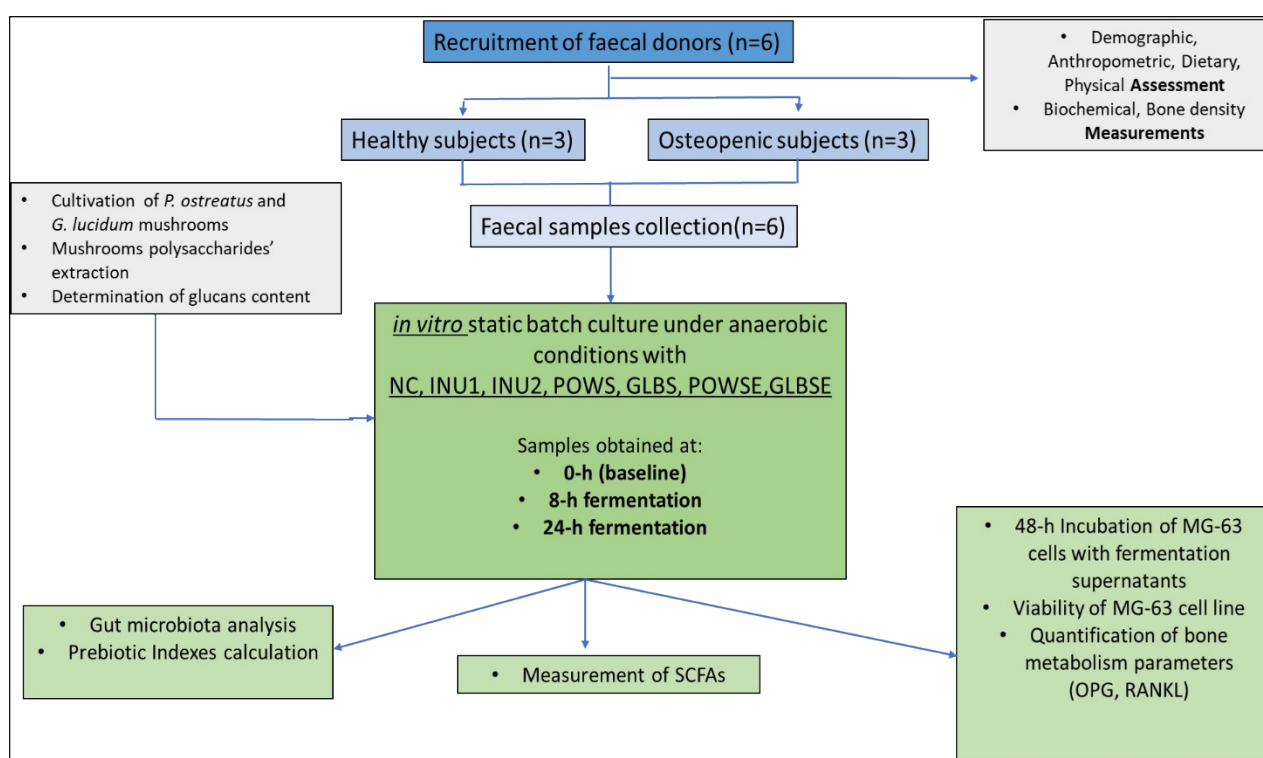 Recruitment of faecal donors (n=6)
• Demographic,
Anthropometric, Dietary,
Physical Assessment
• Biochemical, Bone density
Measurements
Healthy subjects (n=3)
Osteopenic subjects (n=3)
• Cultivation of P. ostreatus and
G. lucidum mushrooms
• Mushrooms polysaccharides’
extraction
• Determination of glucans content
Faecal samples collection(n=6)
in vitro static batch culture under anaerobic
conditions with
NC, INU1, INU2, POWS, GLBS, POWSE,GLBSE
Samples obtained at:
• 0-h (baseline)
• 8-h fermentation
• 24-h fermentation
• Gut microbiota analysis
• Prebiotic Indexes calculation
• Measurement of SCFAs
• 48-h Incubation of MG-63
cells with fermentation
supernatants
• Viability of MG-63 cell line
• Quantification of bone
metabolism parameters
(OPG, RANKL)